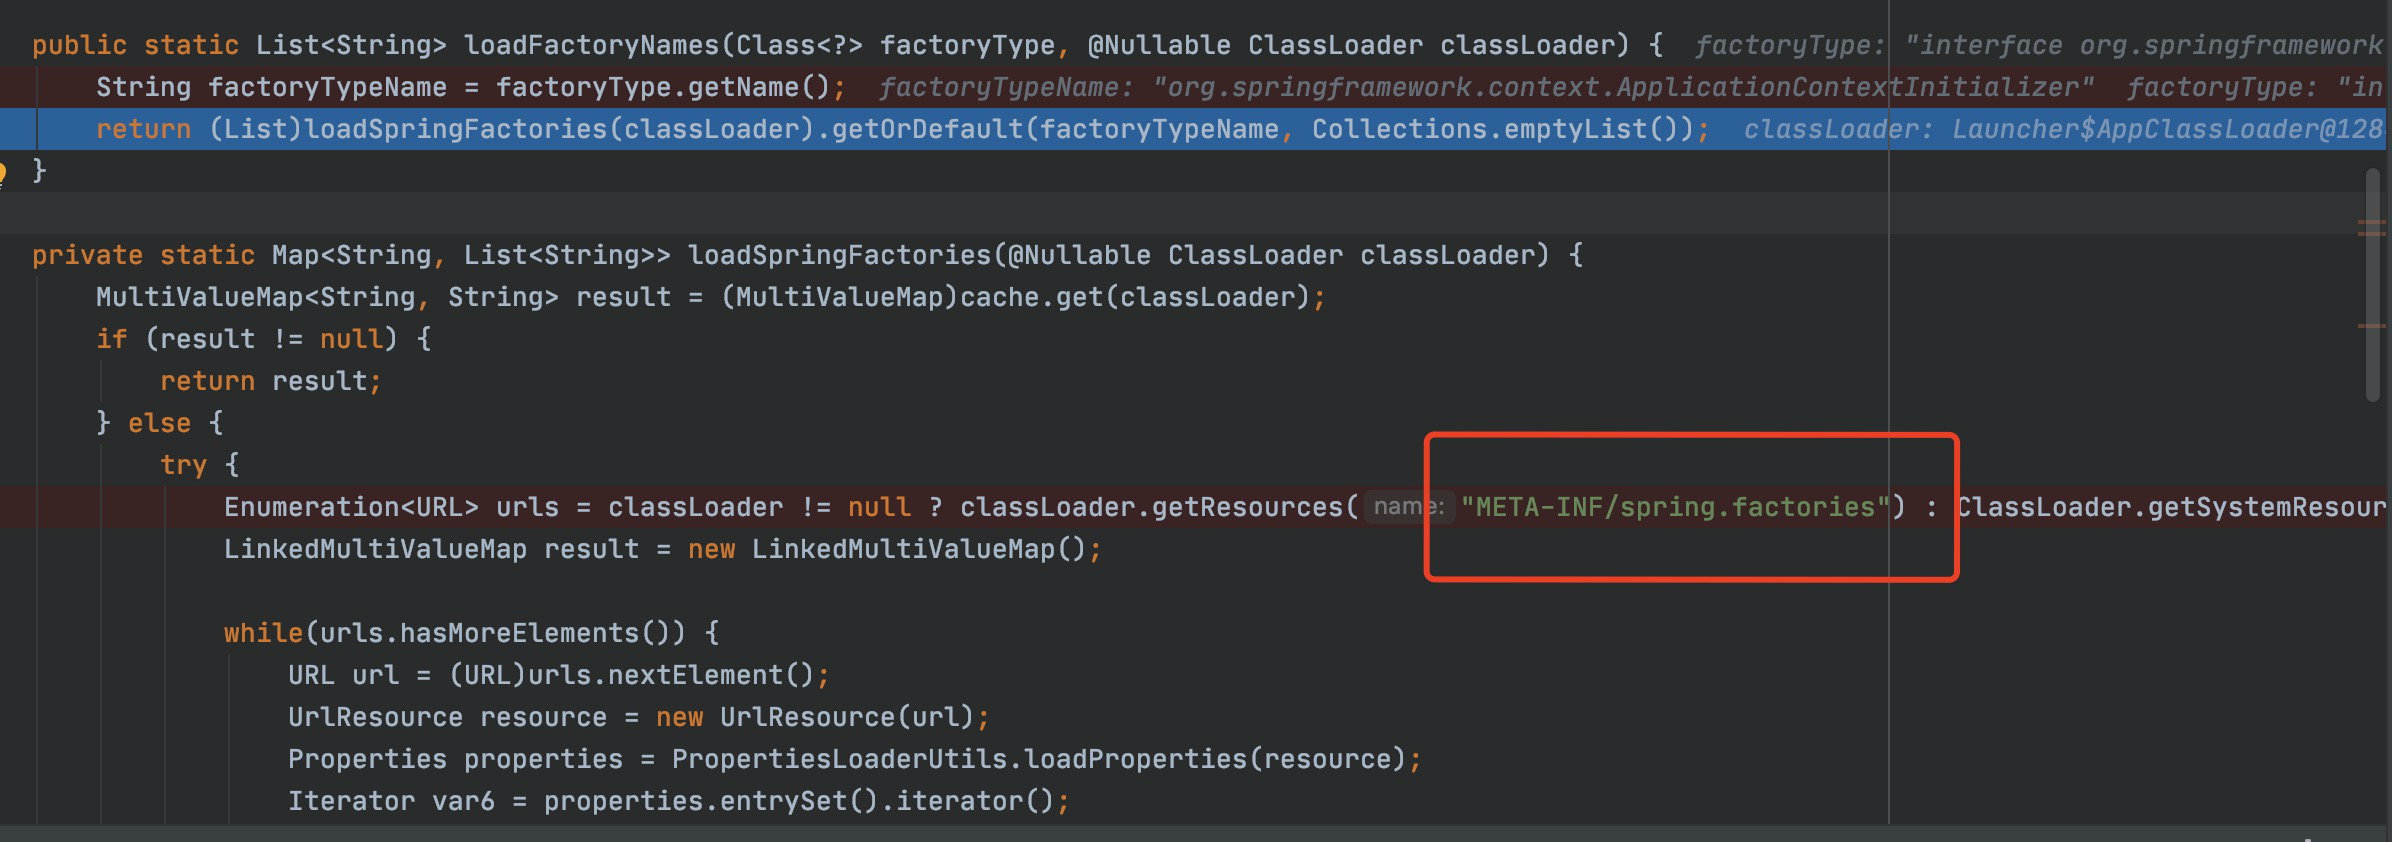 public static List<String> loadFactoryNames(Class<?> factoryType, @Nullable ClassLoader classLoader) {  factoryType: "interface org.springframework
String factoryTypeName = factoryType.getName();  factoryTypeName: "org.springframework.context.ApplicationContextInitializer"  factoryType: "in
return (List)loadSpringFactories(classLoader).getOrDefault(factoryTypeName, Collections.emptyList());  classLoader: Launcher$AppClassLoader@128
}
private static Map<String, List<String>> loadSpringFactories(@Nullable ClassLoader classLoader) {
MultiValueMap<String, String> result = (MultiValueMap)cache.get(classLoader);
if (result != null) {
return result;
} else {
try {
Enumeration<URL> urls = classLoader != null ? classLoader.getResources( name: "META-INF/spring.factories") : ClassLoader.getSystemResour
LinkedMultiValueMap result = new LinkedMultiValueMap();
while(urls.hasMoreElements()) {
URL url = (URL)urls.nextElement();
UrlResource resource = new UrlResource(url);
Properties properties = PropertiesLoaderUtils.loadProperties(resource);
Iterator var6 = properties.entrySet().iterator();